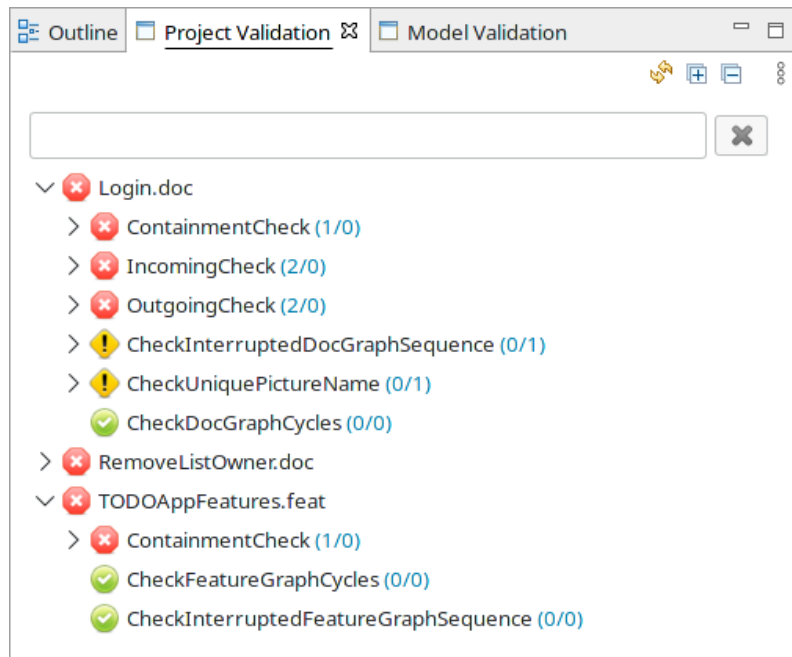 Outline Project Validation Model Validation
Login.doc
ContainmentCheck (1/0)
IncomingCheck (2/0)
OutgoingCheck (2/0)
CheckInterruptedDocGraphSequence (0/1)
CheckUniquePictureName (0/1)
CheckDocGraphCycles (0/0)
RemoveListOwner.doc
TODOAppFeatures.feat
ContainmentCheck (1/0)
CheckFeatureGraphCycles (0/0)
CheckInterruptedFeatureGraphSequence (0/0)